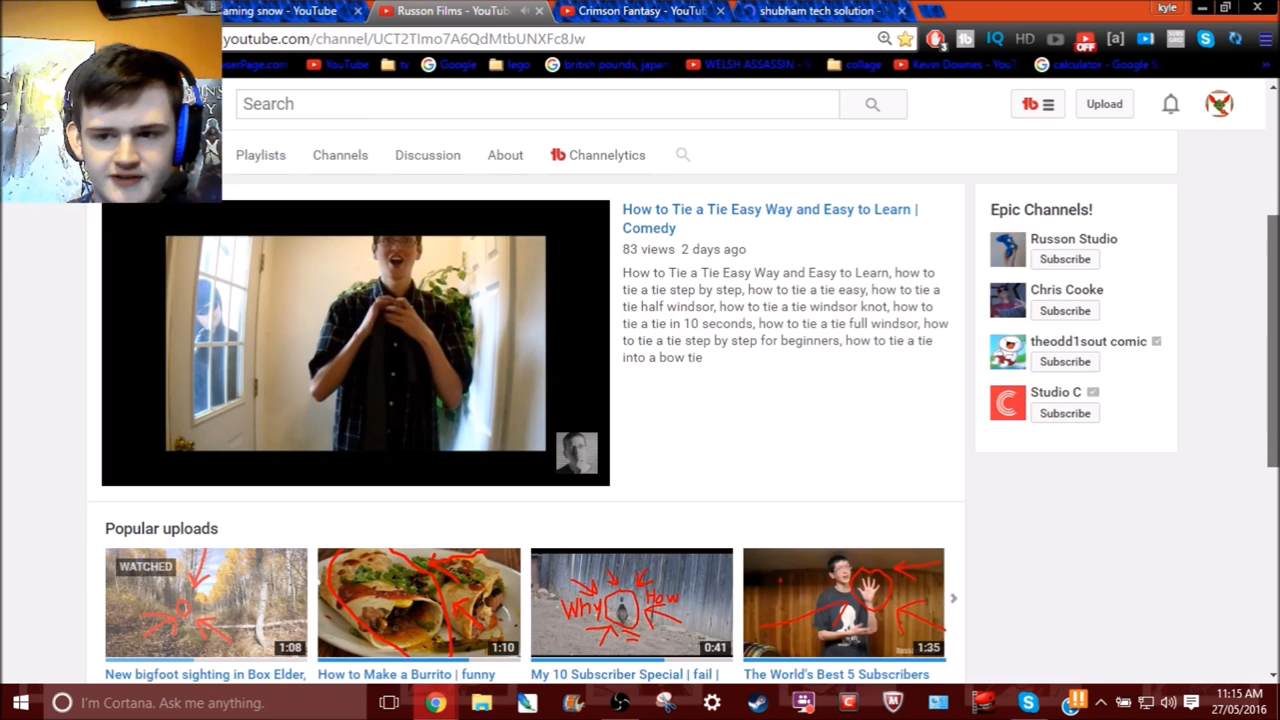 aming snow - YouTube
Russon Films - YouTub
Crimson Fantasy - YouTu
shubham tech solution -
kyle
youtube.com/channel/UCT2TImo7A6QdMtbUNXFc8Jw
3
IQ
HD
OFF
[a]
serPage.com
YouTube
tv
Google
lego
british pounds, japa
WELSH ASSASSIN -
collage
Kevin Downes - You
calculator - Google S
Search
Upload
Playlists
Channels
Discussion
About
Channelytics
How to Tie a Tie Easy Way and Easy to Learn |
Comedy
83 views 2 days ago
How to Tie a Tie Easy Way and Easy to Learn, how to
tie a tie step by step, how to tie a tie easy, how to tie a
tie half windsor, how to tie a tie windsor knot, how to
tie a tie in 10 seconds, how to tie a tie full windsor, how
to tie a tie step by step for beginners, how to tie a tie
into a bow tie
Epic Channels!
Russon Studio
Subscribe
Chris Cooke
Subscribe
theodd1sout comic
Subscribe
Studio C
Subscribe
Popular uploads
WATCHED
1:08
New bigfoot sighting in Box Elder,
1:10
How to Make a Burrito | funny
Why
How
0:41
My 10 Subscriber Special | fail |
1:35
The World's Best 5 Subscribers
I'm Cortana. Ask me anything.
11:15 AM
27/05/2016